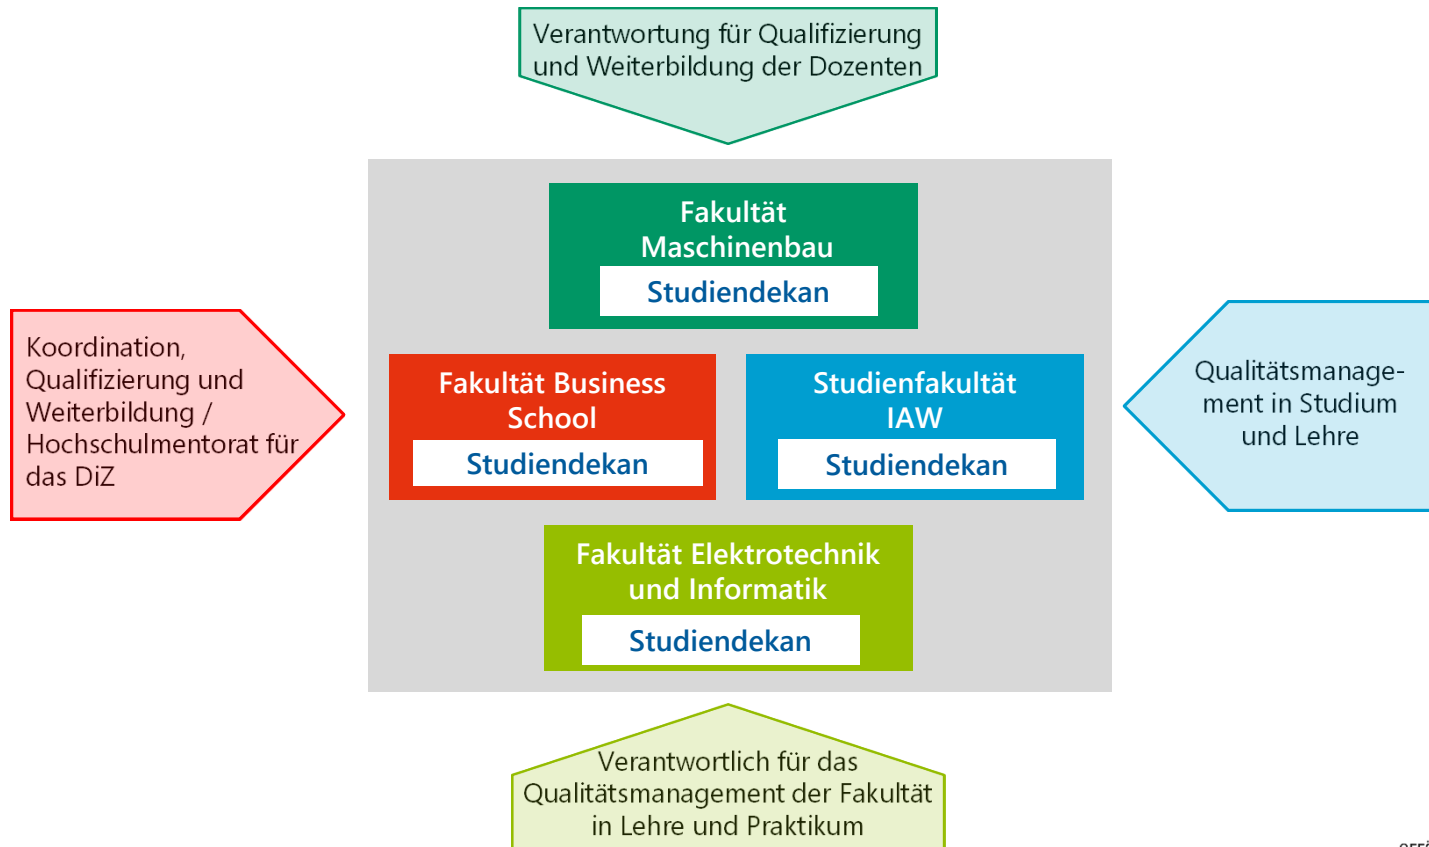 Verantwortung für Qualifizierung
und Weiterbildung der Dozenten
Fakultät
Maschinenbau
Studiendekan
Koordination,
Qualifizierung und
Weiterbildung /
Hochschulmentorat für
das DiZ
Fakultät Business
School
Studiendekan
Studienfakultät
IAW
Studiendekan
Qualitätsmanage-
ment in Studium
und Lehre
Fakultät Elektrotechnik
und Informatik
Studiendekan
Verantwortlich für das
Qualitätsmanagement der Fakultät
in Lehre und Praktikum